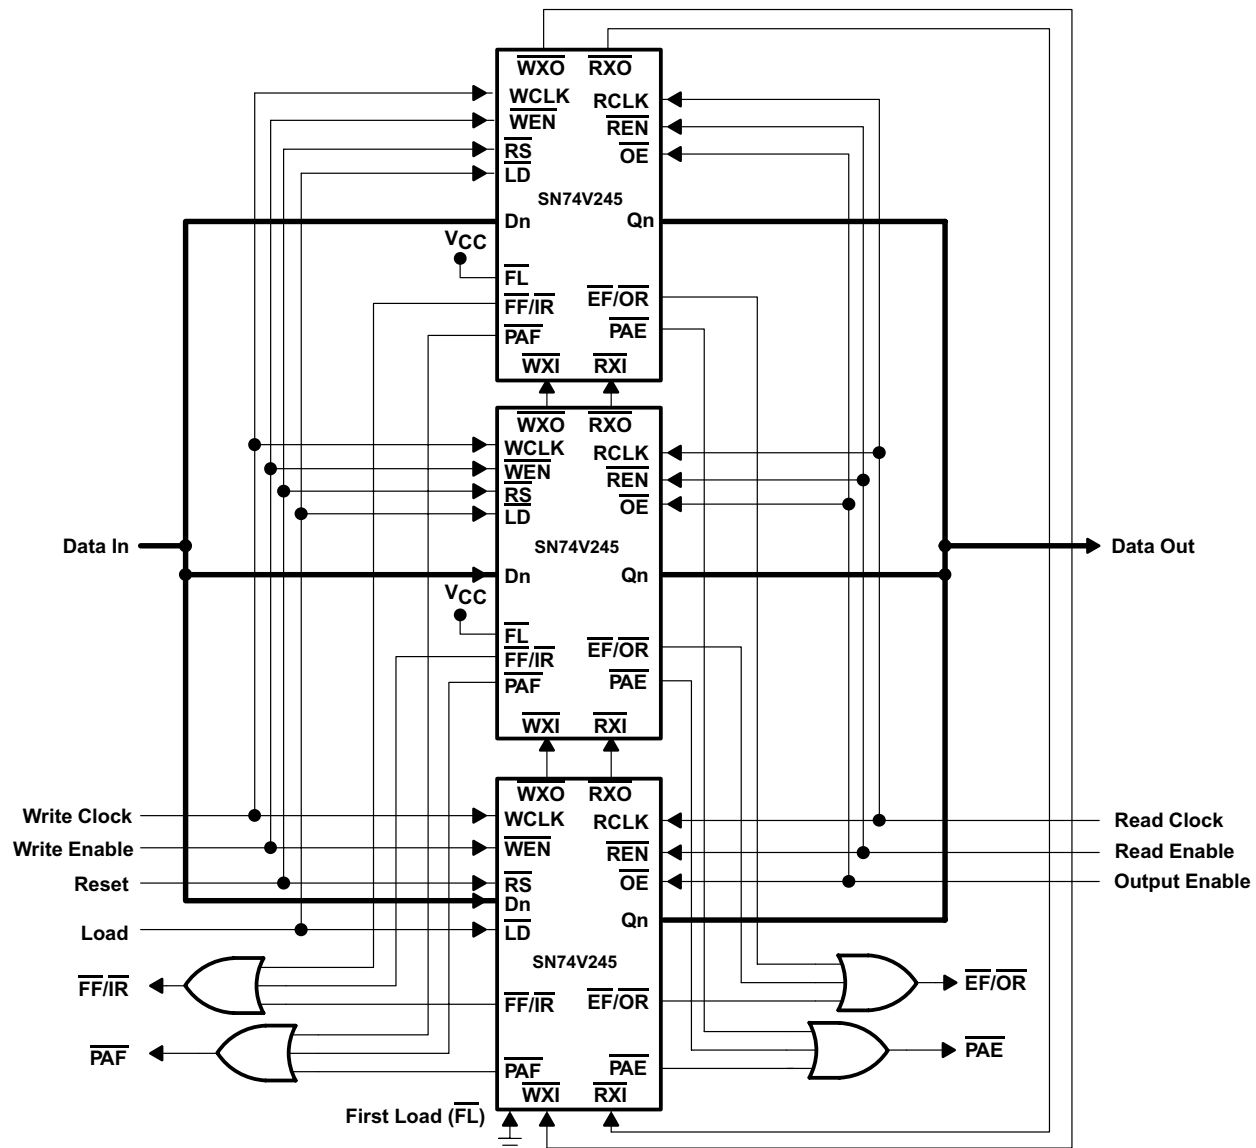 WXO RXO
WCLK RCLK
WEN REN
RS OE
LD
SN74V245
Dn Qn
VCC
FL
FF/IR EF/OR
PAF PAE
WXI RXI
WXO RXO
WCLK RCLK
WEN REN
RS OE
LD
Data In SN74V245 Data Out
Dn Qn
VCC
FL
FF/IR EF/OR
PAF PAE
WXI RXI
WXO RXO
Write Clock WCLK RCLK Read Clock
Write Enable WEN REN Read Enable
Reset RS OE Output Enable
Dn Qn
Load LD
SN74V245
FF/IR EF/OR
FF/IR EF/OR
PAF PAE
PAF PAE
WXI RXI
First Load (FL)